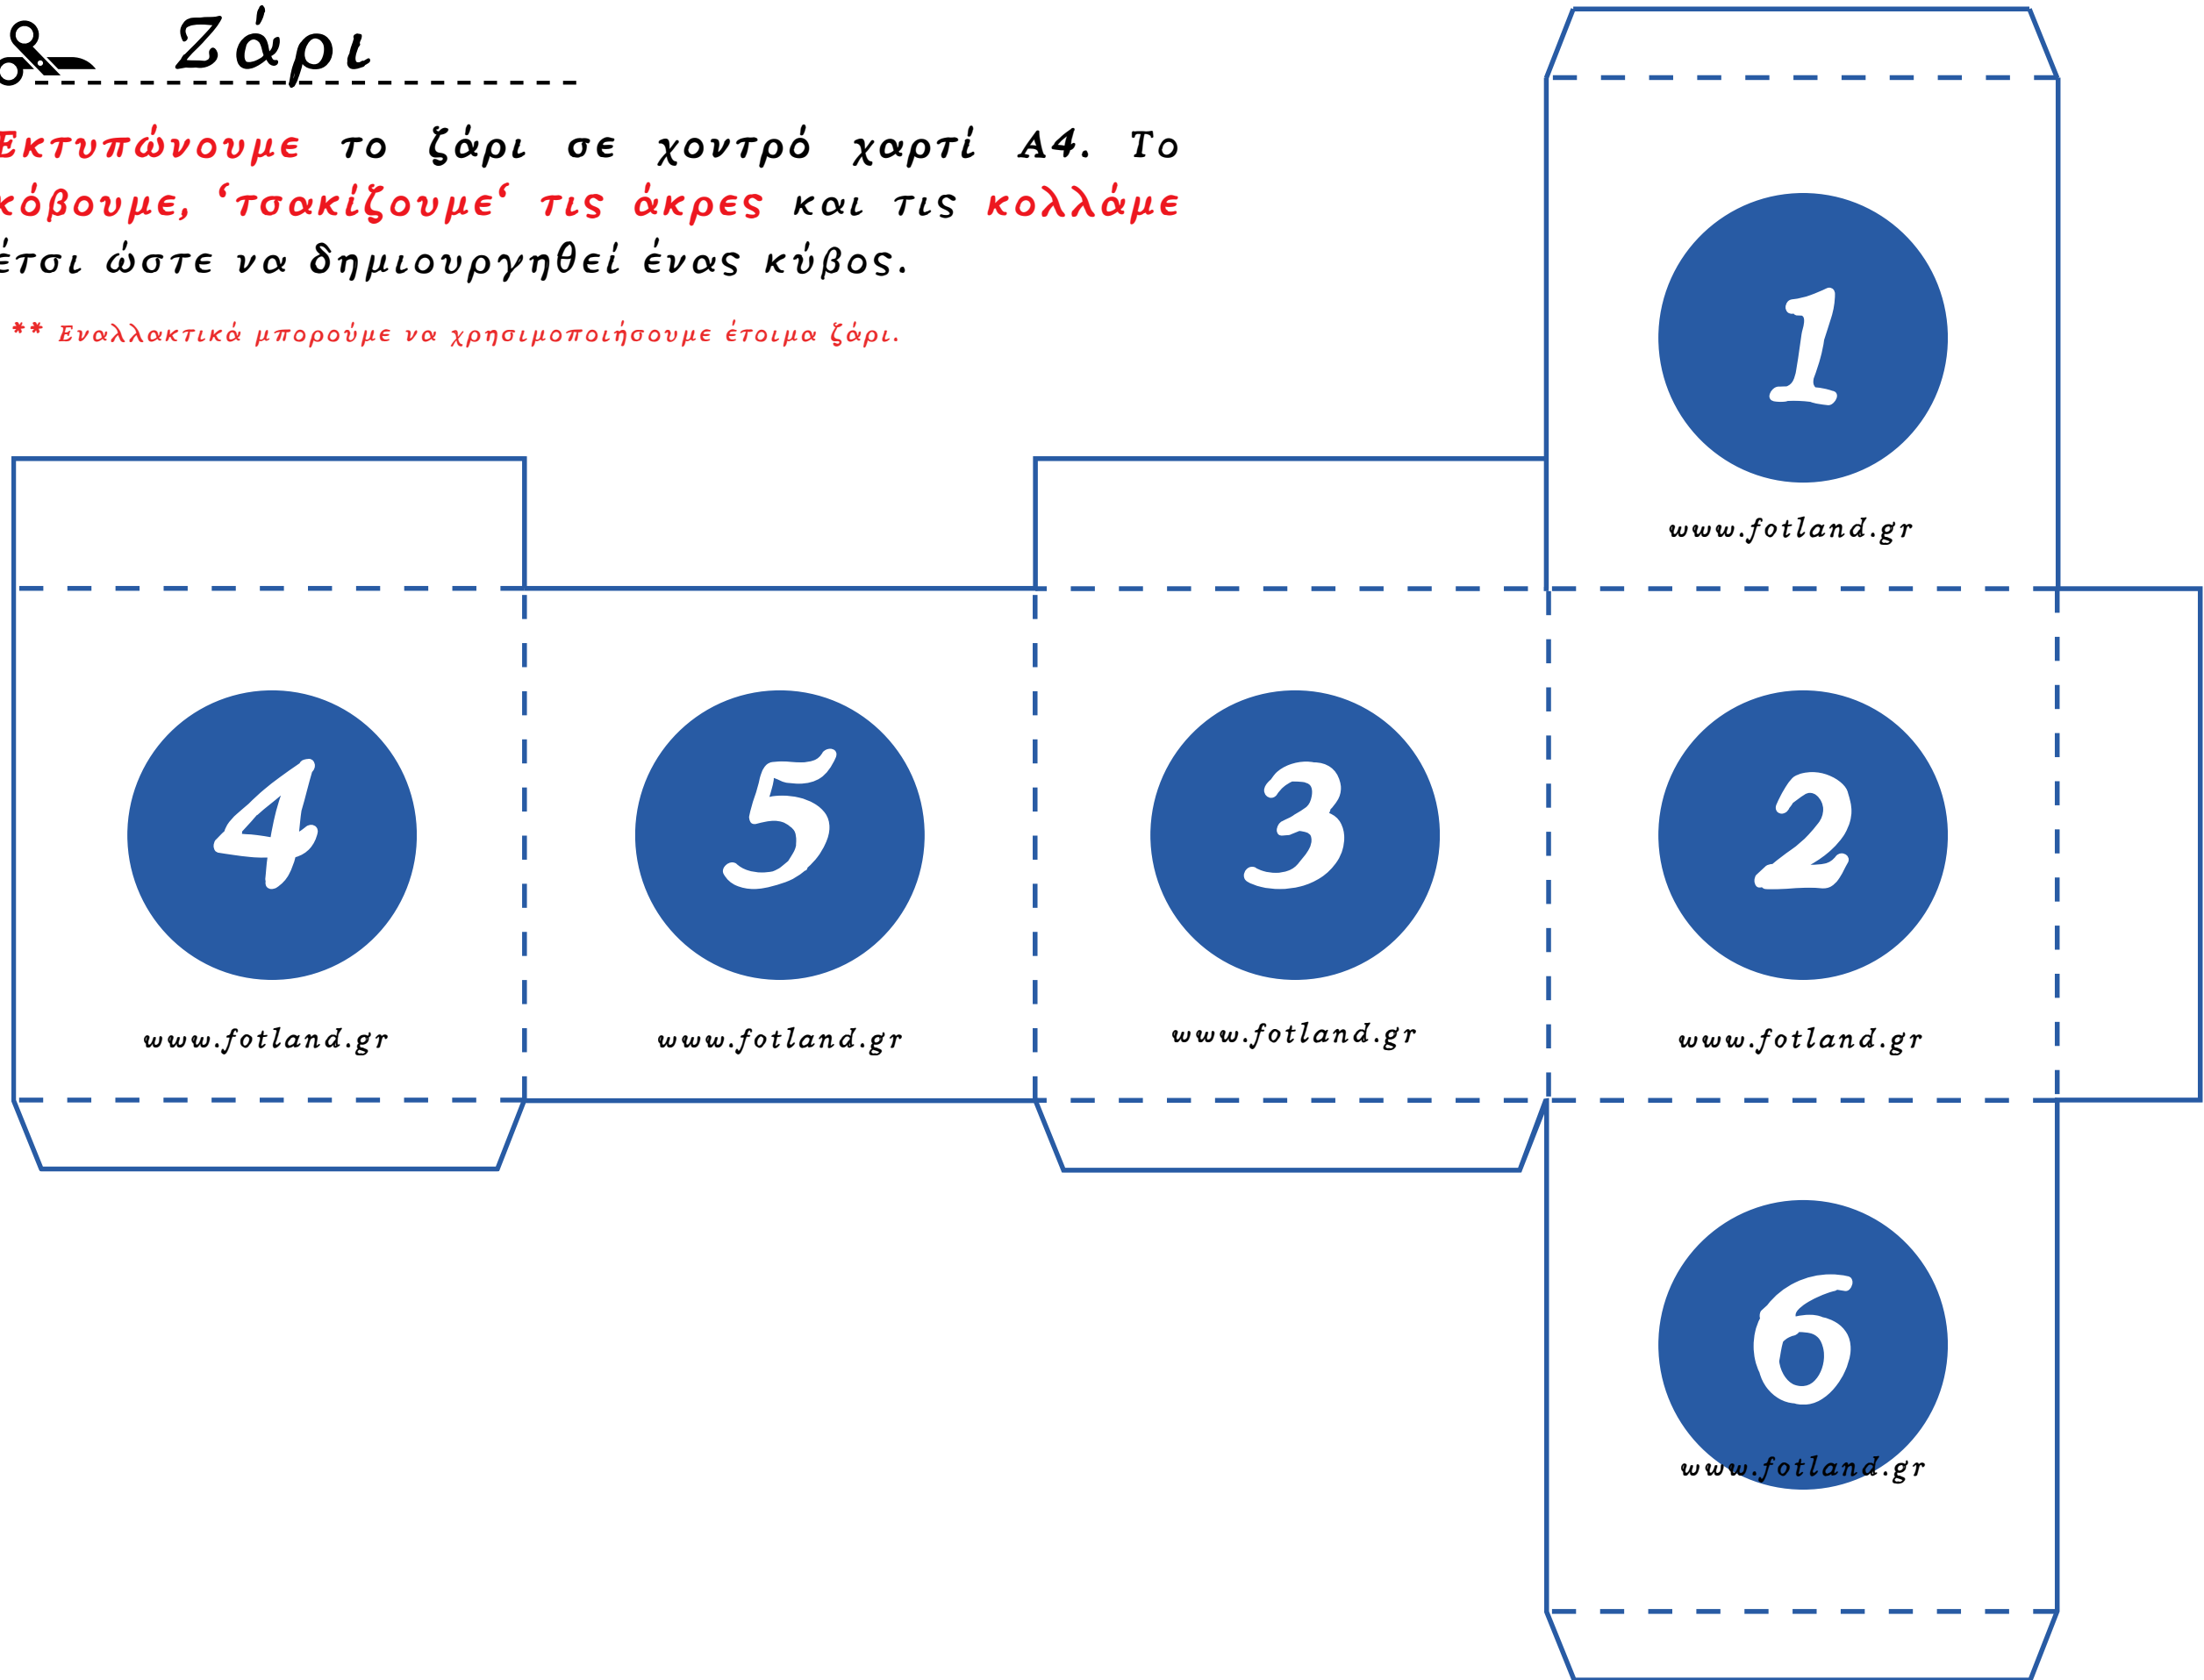 Ζάρι
Εκτυπώνουμε το ζάρι σε χοντρό χαρτί Α4. Το
κόβουμε, ‘τσακίζουμε‘ τις άκρες και τις κολλάμε
έτσι ώστε να δημιουργηθεί ένας κύβος.
** Εναλλακτικά μπορούμε να χρησιμοποιήσουμε έτοιμα ζάρι.
1
www.fotland.gr
4
5
3
2
www.fotland.gr
www.fotland.gr
www.fotland.gr
www.fotland.gr
6
www.fotland.gr